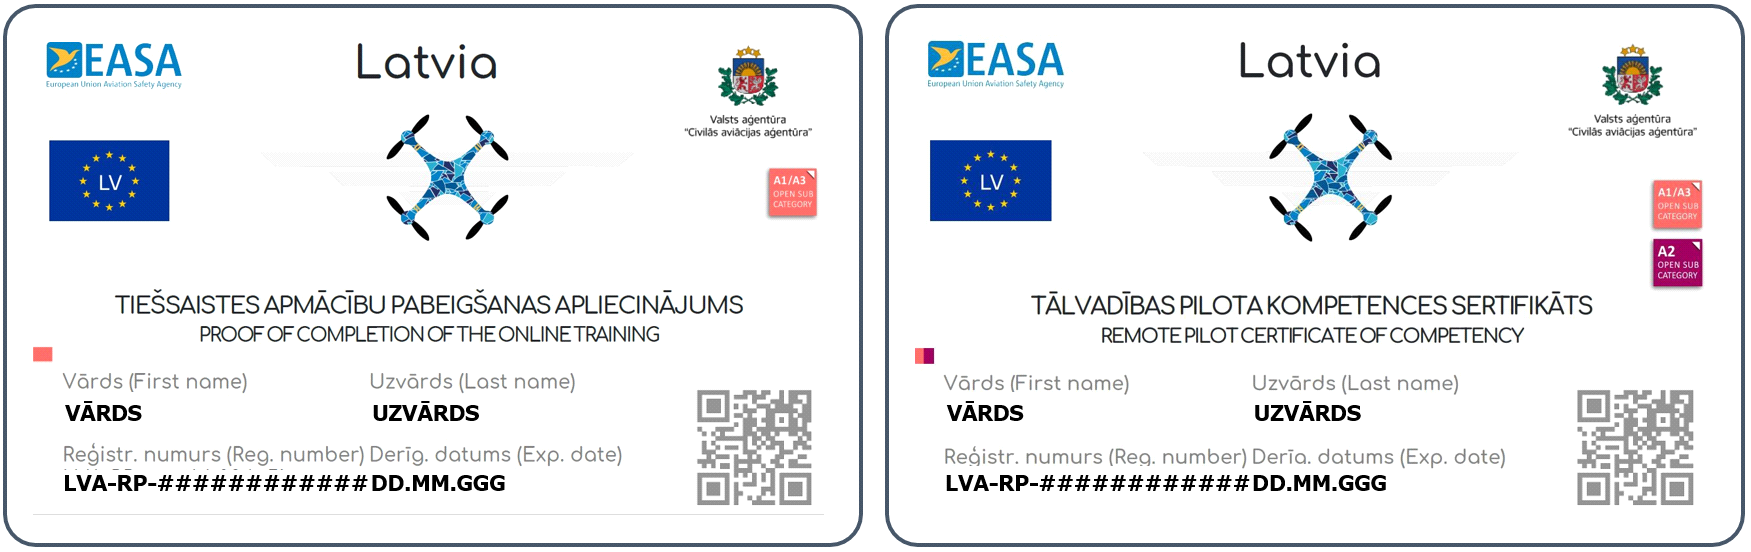 EASA
European Union Aviation Safety Agency
Latvia
Valsts aģentūra
"Civilās aviācijas aģentūra"
LV
A1/A3
OPEN SUB
CATEGORY
TIEŠSAISTES APMĀCĪBU PABEIGŠANAS APLIECINĀJUMS
PROOF OF COMPLETION OF THE ONLINE TRAINING
Vārds (First name) Uzvārds (Last name)
VĀRDS UZVĀRDS
Reģistr. numurs (Reg. number) Derīg. datums (Exp. date)
LVA-RP-############ DD.MM.GGG
EASA
European Union Aviation Safety Agency
Latvia
Valsts aģentūra
"Civilās aviācijas aģentūra"
LV
A1/A3
OPEN SUB
CATEGORY
A2
OPEN SUB
CATEGORY
TĀLVADĪBAS PILOTA KOMPETENCES SERTIFIKĀTS
REMOTE PILOT CERTIFICATE OF COMPETENCY
Vārds (First name) Uzvārds (Last name)
VĀRDS UZVĀRDS
Reģistr. numurs (Reg. number) Derīg. datums (Exp. date)
LVA-RP-############ DD.MM.GGG